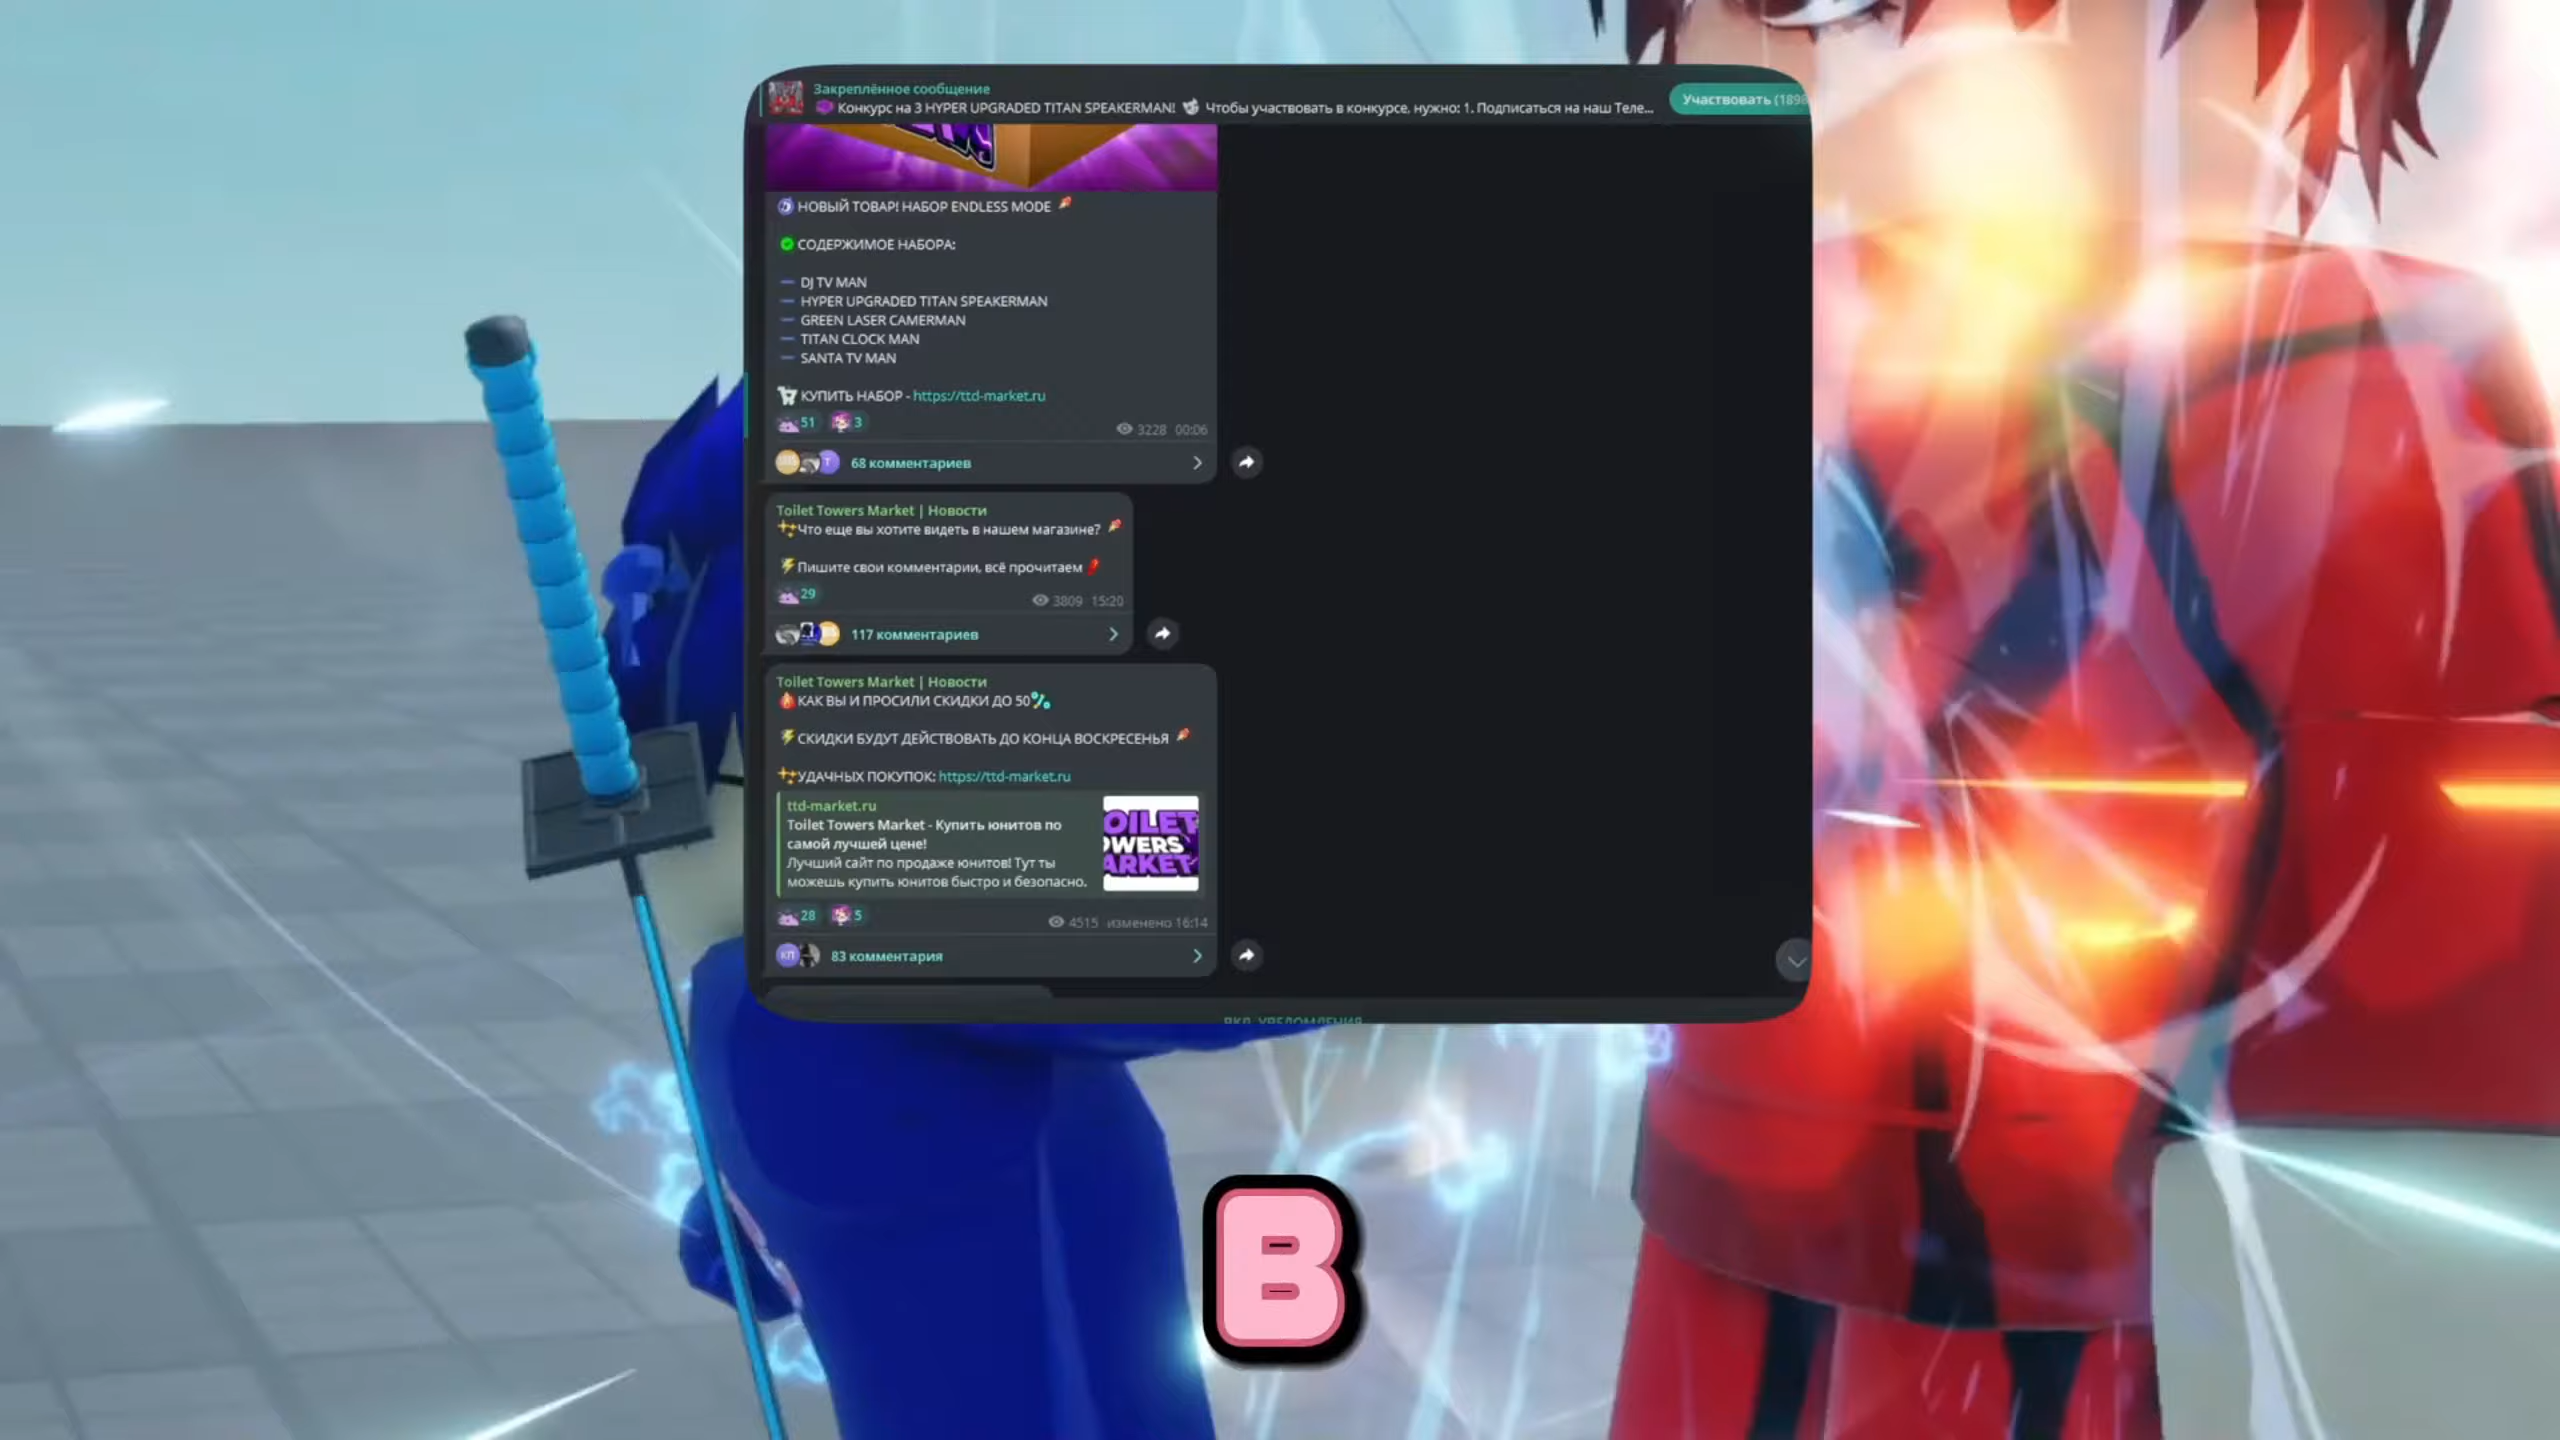 Закреплённое сообщение
Конкурс на 3 HYPER UPGRADED TITAN SPEAKERMAN! Чтобы участвовать в конкурсе, нужно: 1. Подписаться на наш Теле...
Участвовать (1898
НОВЫЙ ТОВАР! НАБОР ENDLESS MODE
СОДЕРЖИМОЕ НАБОРА:
— DJ TV MAN
— HYPER UPGRADED TITAN SPEAKERMAN
— GREEN LASER CAMERMAN
— TITAN CLOCK MAN
— SANTA TV MAN
КУПИТЬ НАБОР - https://ttd-market.ru
51 3
3228 00:06
68 комментариев
Toilet Towers Market | Новости
Что еще вы хотите видеть в нашем магазине?
Пишите свои комментарии, всё прочитаем
29
3809 15:20
117 комментариев
Toilet Towers Market | Новости
КАК ВЫ И ПРОСИЛИ СКИДКИ ДО 50%
СКИДКИ БУДУТ ДЕЙСТВОВАТЬ ДО КОНЦА ВОСКРЕСЕНЬЯ
УДАЧНЫХ ПОКУПОК: https://ttd-market.ru
ttd-market.ru
Toilet Towers Market - Купить юнитов по
самой лучшей цене!
Лучший сайт по продаже юнитов! Тут ты
можешь купить юнитов быстро и безопасно.
OILET
OWERS
ARKET
28 5
4515 изменено 16:14
КП
83 комментария
ВКЛ. УВЕДОМЛЕНИЯ
В